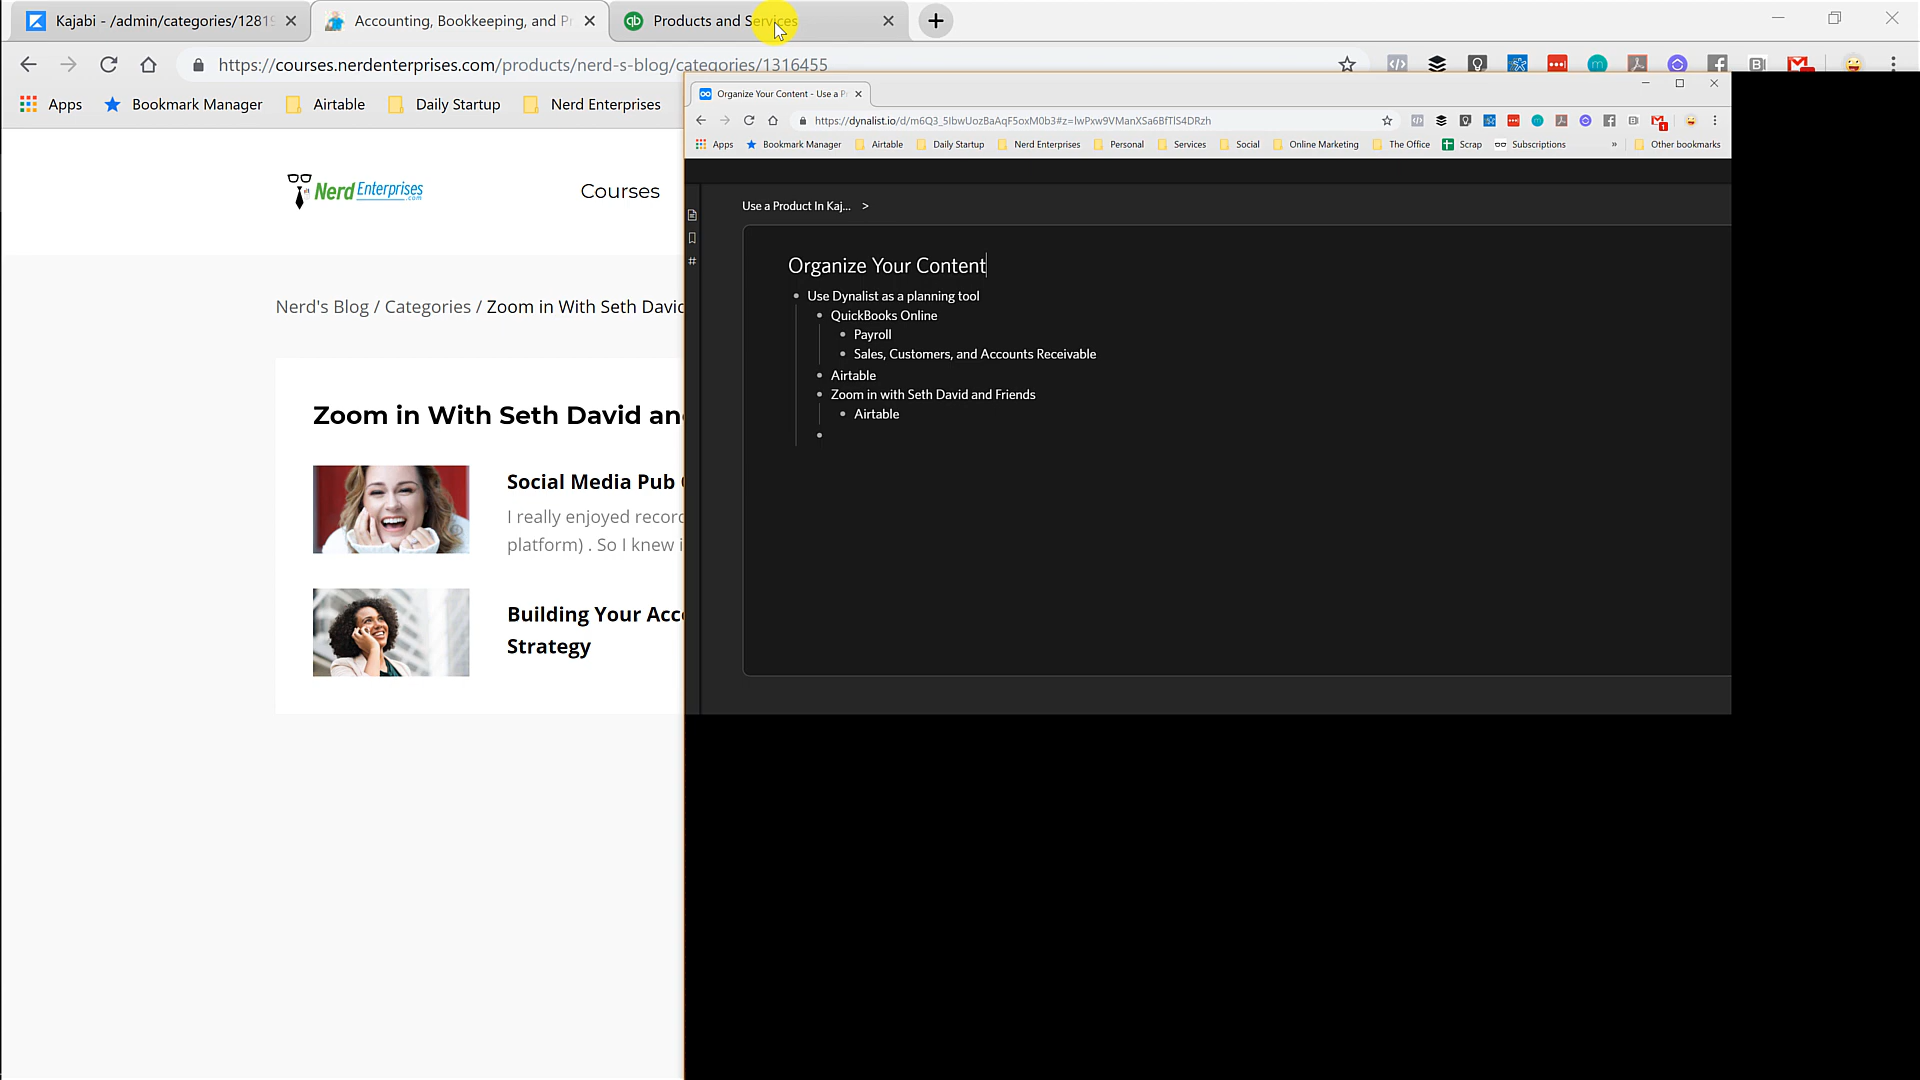 Kajabi - /admin/categories/1281
Accounting, Bookkeeping, and P
Products and Services
https://courses.nerdenterprises.com/products/nerd-s-blog/categories/1316455
Apps
Bookmark Manager
Airtable
Daily Startup
Nerd Enterprises
Nerd Enterprises
.com
Courses
Nerd's Blog / Categories / Zoom in With Seth David
Zoom in With Seth David an
Social Media Pub
I really enjoyed recor
platform) . So I knew i
Building Your Acc
Strategy
Organize Your Content - Use a P
https://dynalist.io/d/m6Q3_5IbwUozBaAqF5oxM0b3#z=lwPxw9VManXSa6BfTlS4DRzh
Apps
Bookmark Manager
Airtable
Daily Startup
Nerd Enterprises
Personal
Services
Social
Online Marketing
The Office
Scrap
Subscriptions
»
Other bookmarks
Use a Product In Kaj... >
Organize Your Content
Use Dynalist as a planning tool
QuickBooks Online
Payroll
Sales, Customers, and Accounts Receivable
Airtable
Zoom in with Seth David and Friends
Airtable